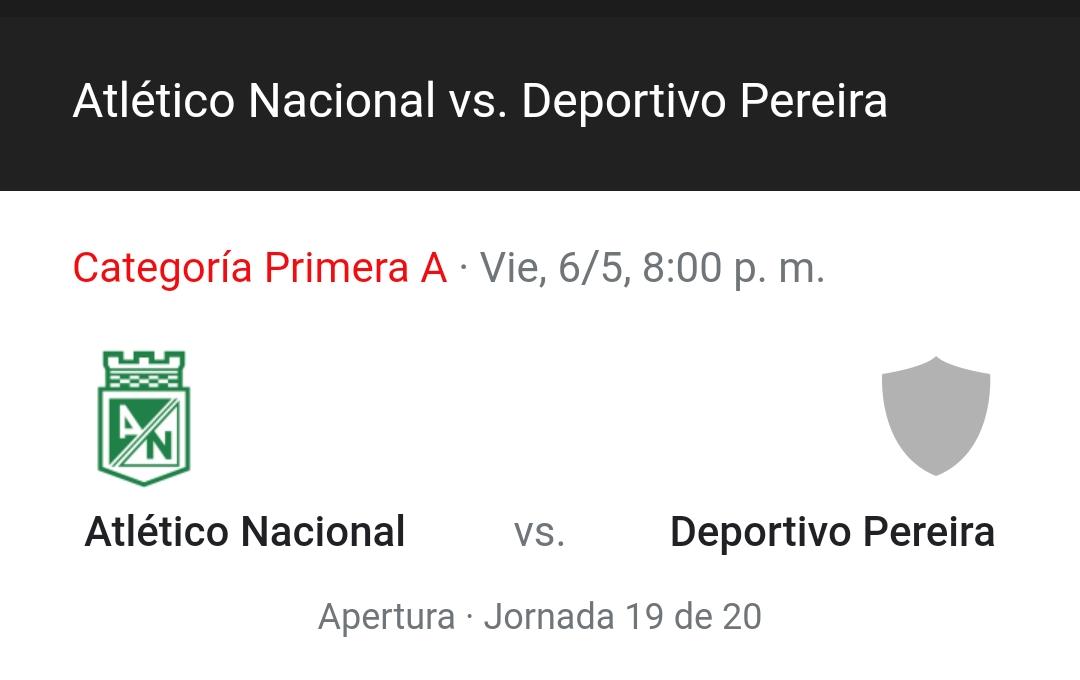 Atlético Nacional vs. Deportivo Pereira
Categoría Primera A · Vie, 6/5, 8:00 p. m.
AN
Atlético Nacional vs. Deportivo Pereira
Apertura · Jornada 19 de 20